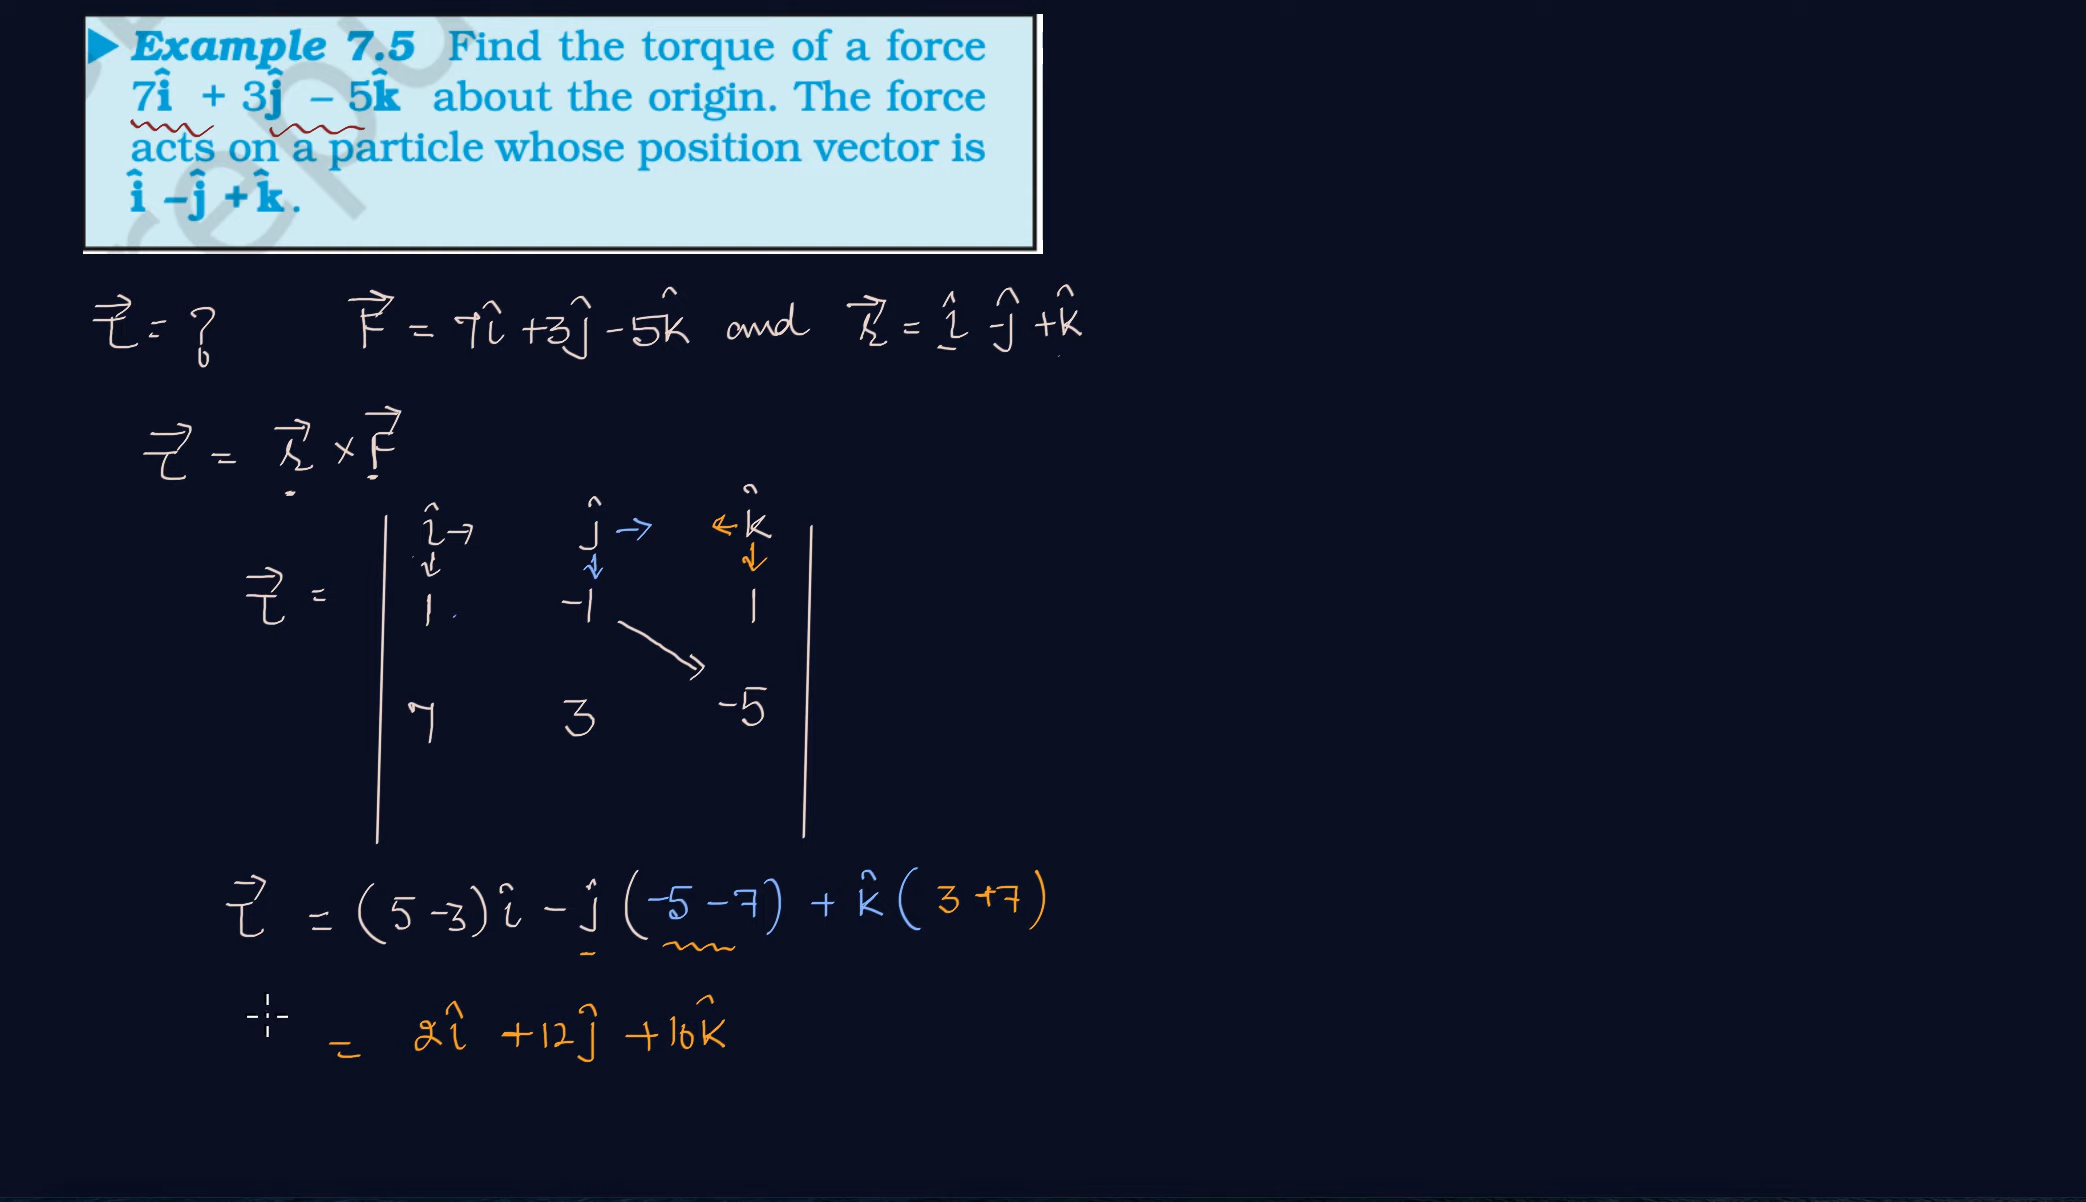 Example 7.5 Find the torque of a force
7î + 3ĵ – 5k̂ about the origin. The force
acts on a particle whose position vector is
î –ĵ +k̂.
τ⃗ = ? F⃗ = 7î +3ĵ -5k̂ and r⃗ = î -ĵ +k̂
τ⃗ = r⃗ × F⃗
î → ĵ → ← k̂
↓ ↓ ↓
τ⃗ = | 1 -1 1 |
7 3 -5
τ⃗ = (5-3)î - ĵ (-5-7) + k̂ (3+7)
= 2î +12ĵ +10k̂